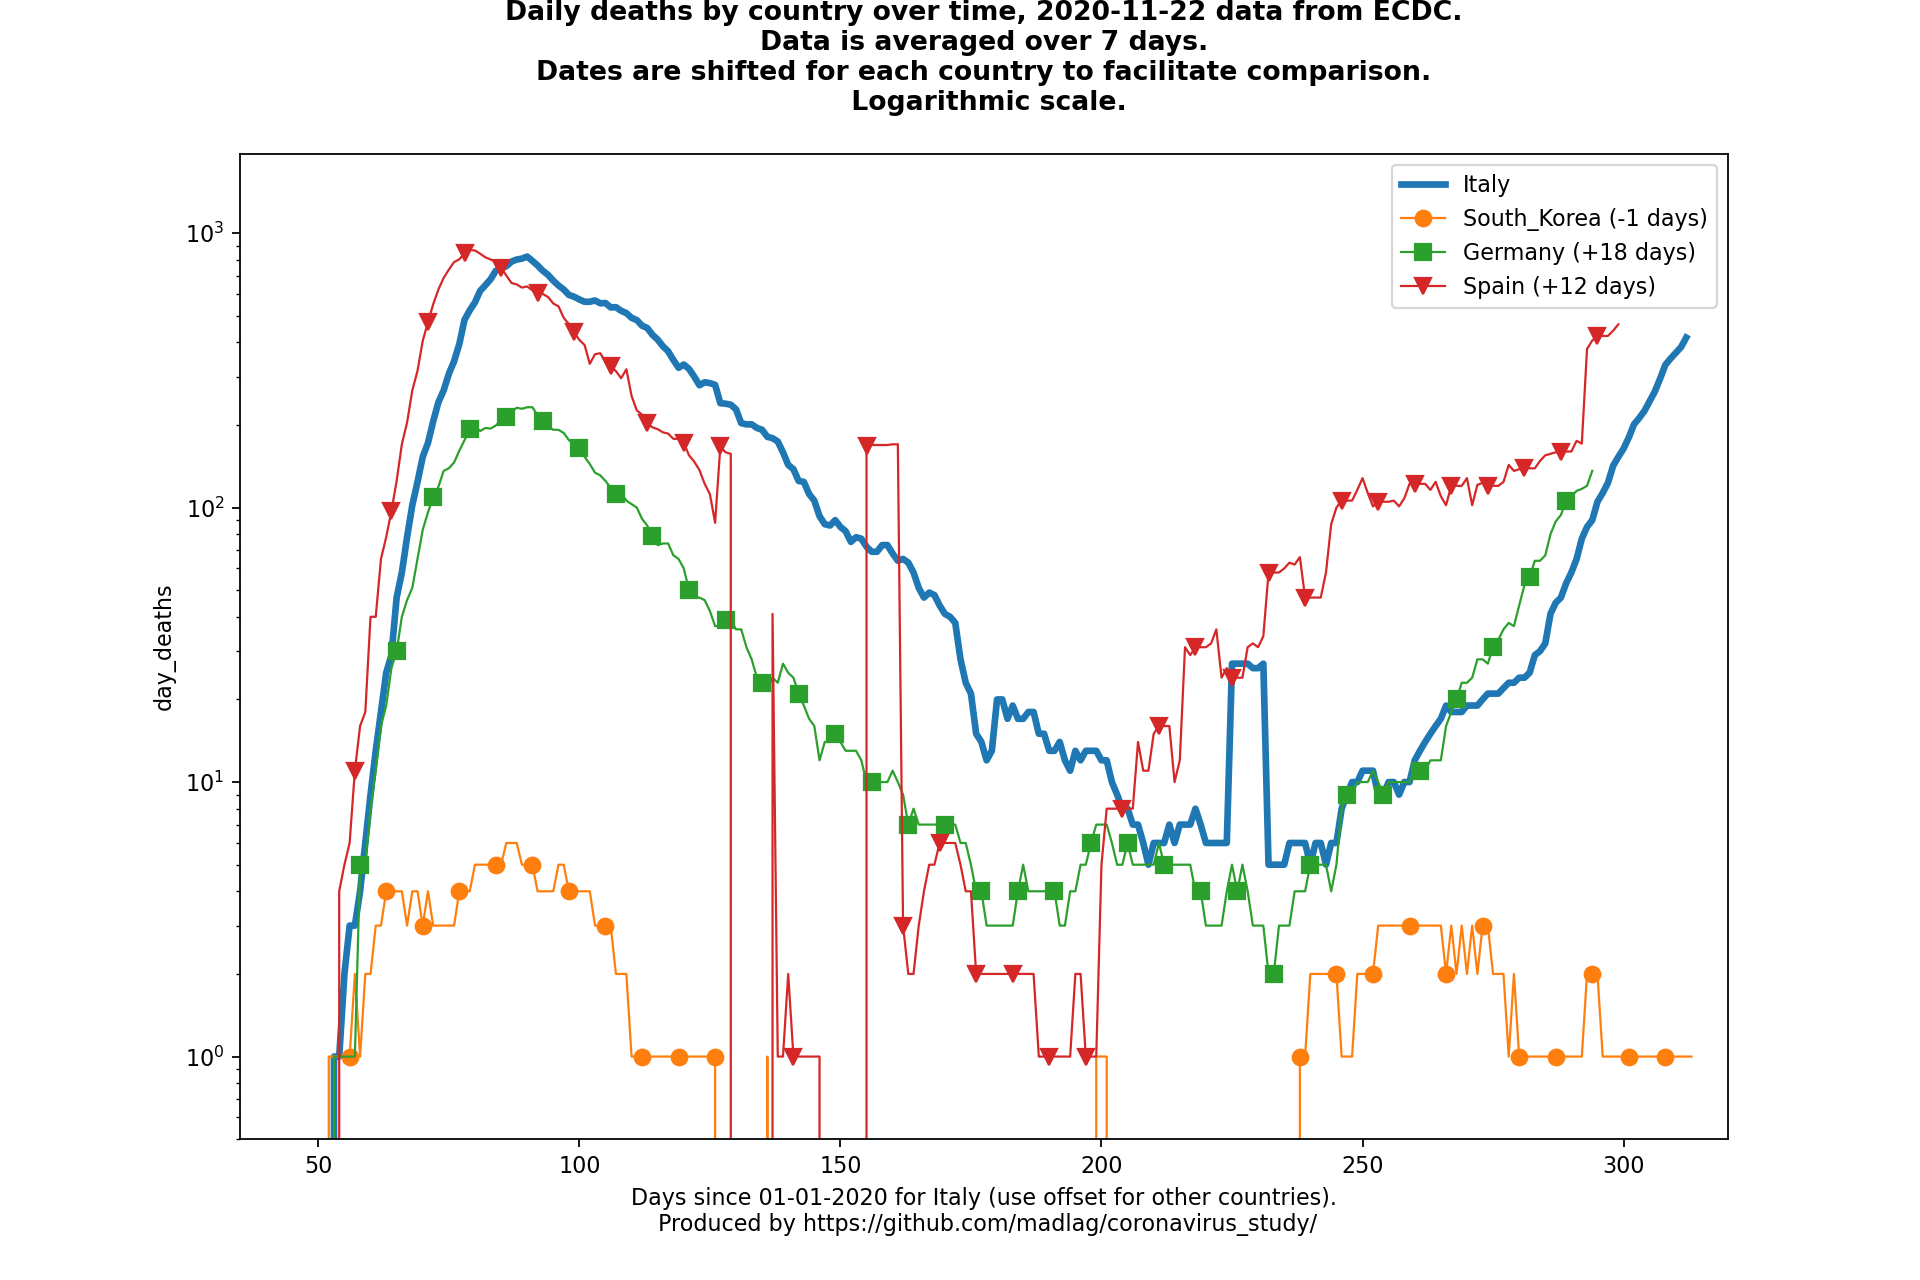 Daily deaths by country over time, 2020-11-22 data from ECDC.
Data is averaged over 7 days.
Dates are shifted for each country to facilitate comparison.
Logarithmic scale.
Italy
South_Korea (-1 days)
Germany (+18 days)
Spain (+12 days)
day_deaths
10³
10²
10¹
10⁰
50 100 150 200 250 300
Days since 01-01-2020 for Italy (use offset for other countries).
Produced by https://github.com/madlag/coronavirus_study/